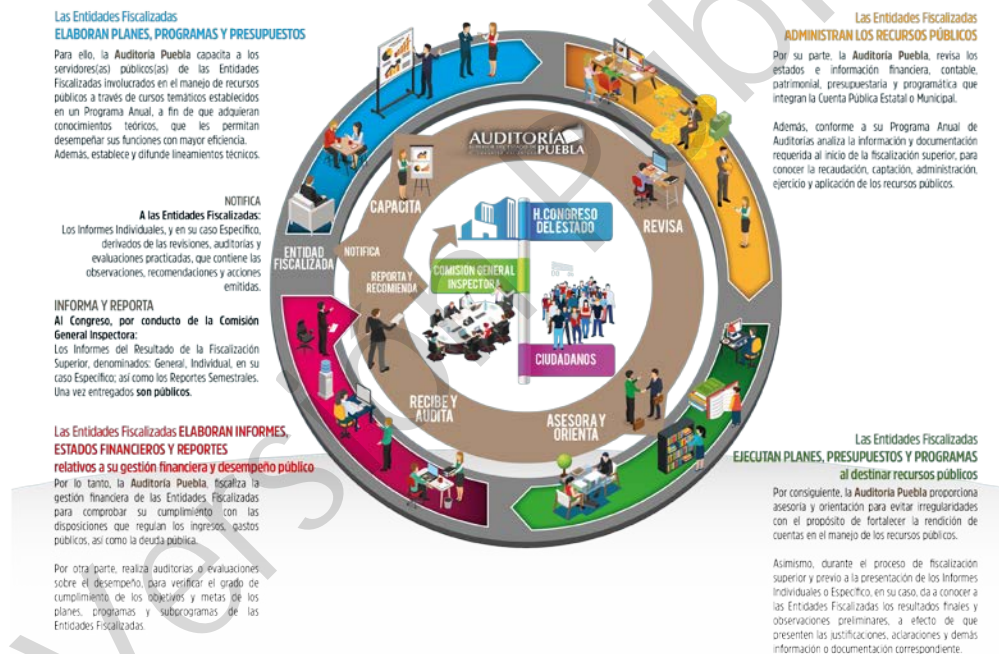 Las Entidades Fiscalizadas
ELABORAN PLANES, PROGRAMAS Y PRESUPUESTOS
Para ello, la Auditoría Puebla capacita a los
servidores(as) públicos(as) de las Entidades
Fiscalizadas involucrados en el manejo de recursos
públicos a través de cursos temáticos establecidos
en un Programa Anual, a fin de que adquieran
conocimientos teóricos, que les permitan
desempeñar sus funciones con mayor eficiencia.
Además, establece y difunde lineamientos técnicos.
NOTIFICA
A las Entidades Fiscalizadas:
Los Informes Individuales, y en su caso Específico,
derivados de las revisiones, auditorías y
evaluaciones practicadas, que contiene las
observaciones, recomendaciones y acciones
emitidas.
INFORMA Y REPORTA
Al Congreso, por conducto de la Comisión
General Inspectora:
Los Informes del Resultado de la Fiscalización
Superior, denominados: General, Individual, en su
caso Específico; así como los Reportes Semestrales.
Una vez entregados son públicos.
Las Entidades Fiscalizadas ELABORAN INFORMES,
ESTADOS FINANCIEROS Y REPORTES
relativos a su gestión financiera y desempeño público
Por lo tanto, la Auditoría Puebla, fiscaliza la
gestión financiera de las Entidades Fiscalizadas
para comprobar su cumplimiento con las
disposiciones que regulan los ingresos, gastos
públicos, así como la deuda pública.
Por otra parte, realiza auditorías o evaluaciones
sobre el desempeño, para verificar el grado de
cumplimiento de los objetivos y metas de los
planes, programas y subprogramas de las
Entidades Fiscalizadas.
AUDITORÍA
PUEBLA
CAPACITA
REVISA
H. CONGRESO
DEL ESTADO
ENTIDAD
FISCALIZADA
NOTIFICA
REPORTA Y
RECOMIENDA
COMISIÓN GENERAL
INSPECTORA
CIUDADANOS
RECIBE Y
AUDITA
ASESORA Y
ORIENTA
Las Entidades Fiscalizadas
ADMINISTRAN LOS RECURSOS PÚBLICOS
Por su parte, la Auditoría Puebla, revisa los
estados e información financiera, contable,
patrimonial, presupuestaria y programática que
integran la Cuenta Pública Estatal o Municipal.
Además, conforme a su Programa Anual de
Auditorías analiza la información y documentación
requerida al inicio de la fiscalización superior, para
conocer la recaudación, captación, administración,
ejercicio y aplicación de los recursos públicos.
Las Entidades Fiscalizadas
EJECUTAN PLANES, PRESUPUESTOS Y PROGRAMAS
al destinar recursos públicos
Por consiguiente, la Auditoría Puebla proporciona
asesoría y orientación para evitar irregularidades
con el propósito de fortalecer la rendición de
cuentas en el manejo de los recursos públicos.
Asimismo, durante el proceso de fiscalización
superior y previo a la presentación de los Informes
Individuales o Específico, en su caso, da a conocer a
las Entidades Fiscalizadas los resultados finales y
observaciones preliminares, a efecto de que
presenten las justificaciones, aclaraciones y demás
información o documentación correspondiente.